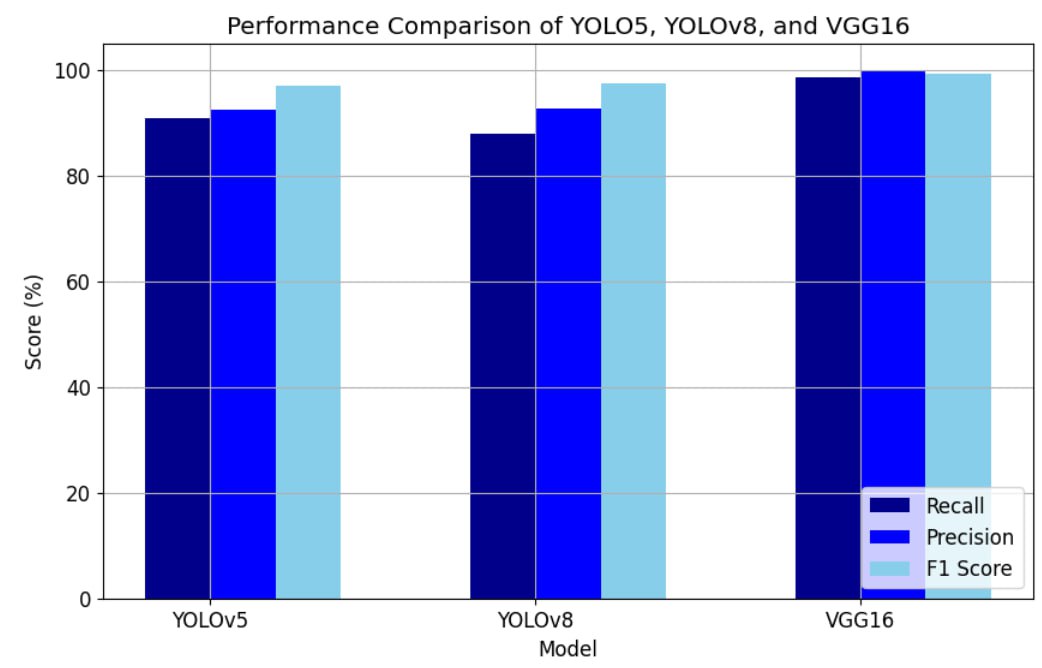 Performance Comparison of YOLO5, YOLOv8, and VGG16
Score (%)
100
80
60
40
20
0
YOLOv5
YOLOv8
VGG16
Model
Recall
Precision
F1 Score